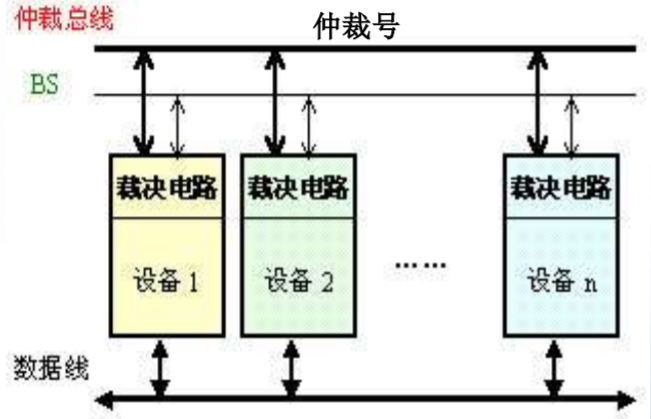 仲裁总线
仲裁号
BS
裁决电路 裁决电路 裁决电路
设备 1 设备 2 …… 设备 n
数据线